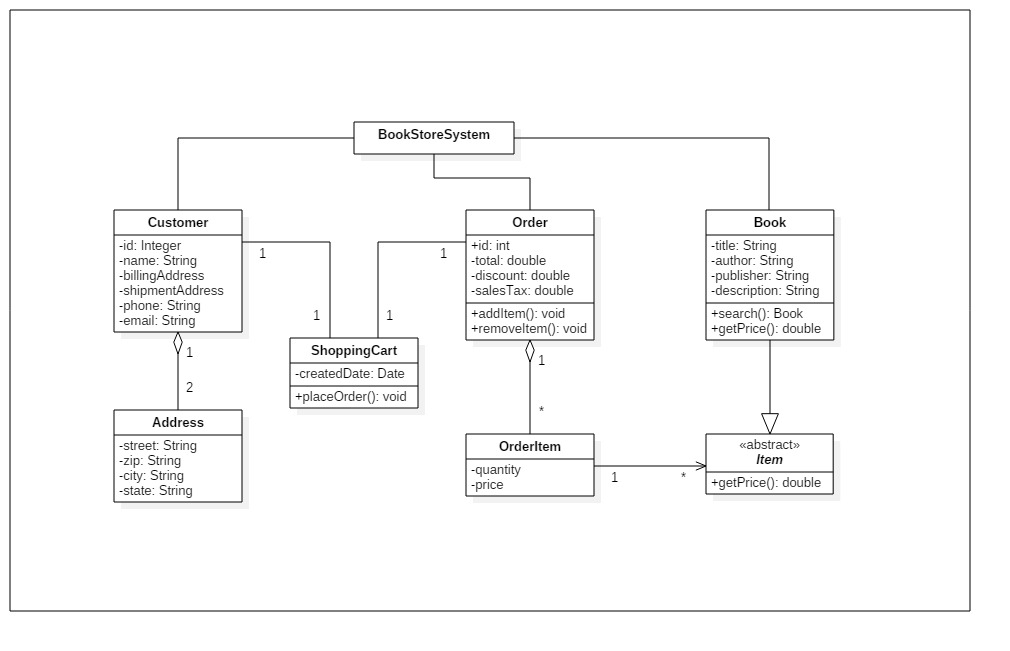 BookStoreSystem
Customer
-id: Integer
-name: String
-billingAddress
-shipmentAddress
-phone: String
-email: String
1
1
1
1
ShoppingCart
-createdDate: Date
+placeOrder(): void
Order
+id: int
-total: double
-discount: double
-salesTax: double
+addItem(): void
+removeItem(): void
Book
-title: String
-author: String
-publisher: String
-description: String
+search(): Book
+getPrice(): double
1
2
Address
-street: String
-zip: String
-city: String
-state: String
1
*
OrderItem
-quantity
-price
1
*
«abstract»
Item
+getPrice(): double